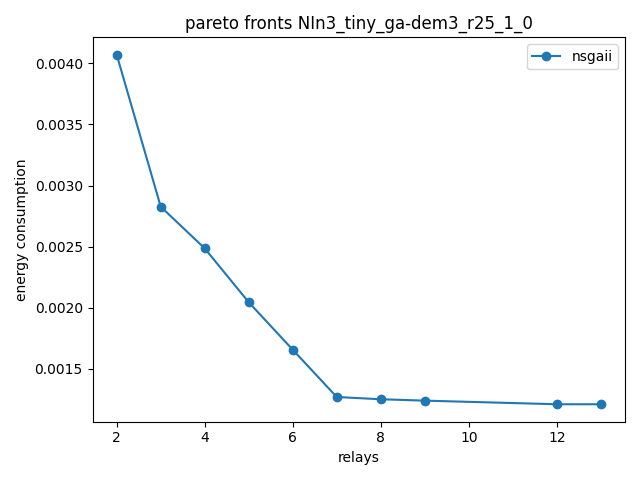 pareto fronts NIn3_tiny_ga-dem3_r25_1_0
nsgaii
energy consumption
0.0040
0.0035
0.0030
0.0025
0.0020
0.0015
2 4 6 8 10 12
relays